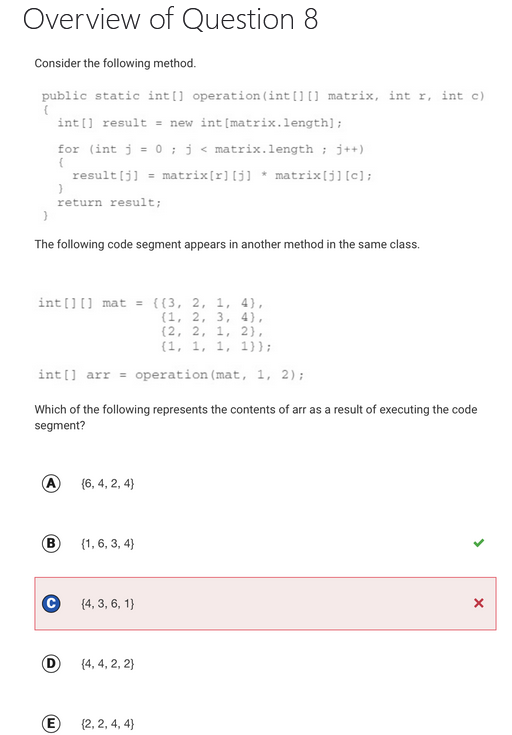 Overview of Question 8
Consider the following method.
public static int[] operation(int[][] matrix, int r, int c)
{
int[] result = new int[matrix.length];
for (int j = 0 ; j < matrix.length ; j++)
{
result[j] = matrix[r][j] * matrix[j][c];
}
return result;
}
The following code segment appears in another method in the same class.
int[][] mat = {{3, 2, 1, 4},
{1, 2, 3, 4},
{2, 2, 1, 2},
{1, 1, 1, 1}};
int[] arr = operation(mat, 1, 2);
Which of the following represents the contents of arr as a result of executing the code
segment?
A {6, 4, 2, 4}
B {1, 6, 3, 4}
C {4, 3, 6, 1}
D {4, 4, 2, 2}
E {2, 2, 4, 4}